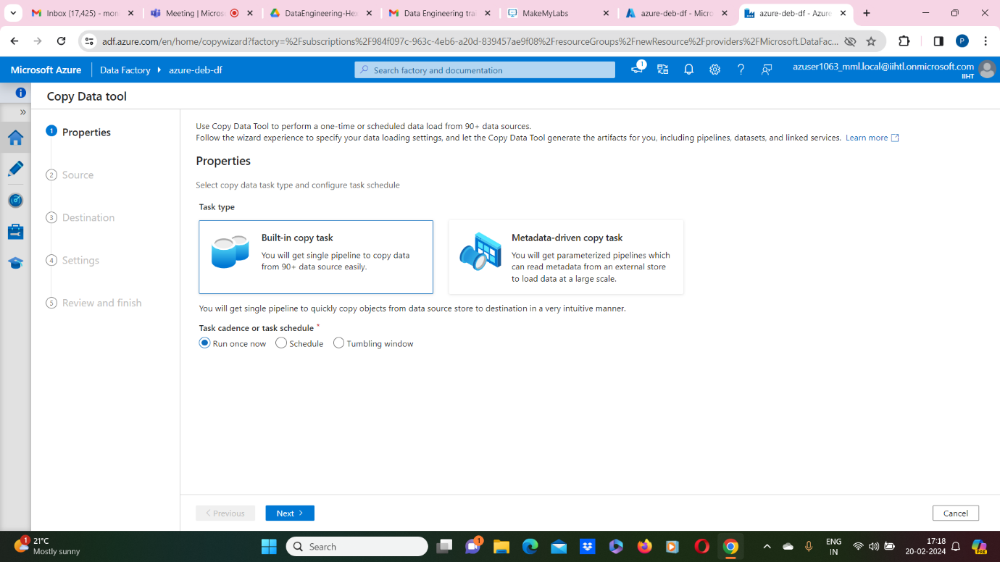 Inbox (17,425) - mon
Meeting | Micros
DataEngineering-Hex
Data Engineering tra
MakeMyLabs
azure-deb-df - Micro
azure-deb-df - Azure
adf.azure.com/en/home/copywizard?factory=%2Fsubscriptions%2F984f097c-963c-4eb6-a20d-839457ae9f08%2FresourceGroups%2FnewResource%2Fproviders%2FMicrosoft.DataFac...
P
Microsoft Azure
Data Factory
azure-deb-df
Search factory and documentation
1
azuser1063_mml.local@iihtl.onmicrosoft.com
IIHT
Copy Data tool
1 Properties
2 Source
3 Destination
4 Settings
5 Review and finish
Use Copy Data Tool to perform a one-time or scheduled data load from 90+ data sources.
Follow the wizard experience to specify your data loading settings, and let the Copy Data Tool generate the artifacts for you, including pipelines, datasets, and linked services. Learn more
Properties
Select copy data task type and configure task schedule
Task type
Built-in copy task
You will get single pipeline to copy data
from 90+ data source easily.
Metadata-driven copy task
You will get parameterized pipelines which
can read metadata from an external store
to load data at a large scale.
You will get single pipeline to quickly copy objects from data source store to destination in a very intuitive manner.
Task cadence or task schedule *
Run once now Schedule Tumbling window
< Previous
Next >
Cancel
1
21°C
Mostly sunny
Search
1
ENG
IN
17:18
20-02-2024
PRE